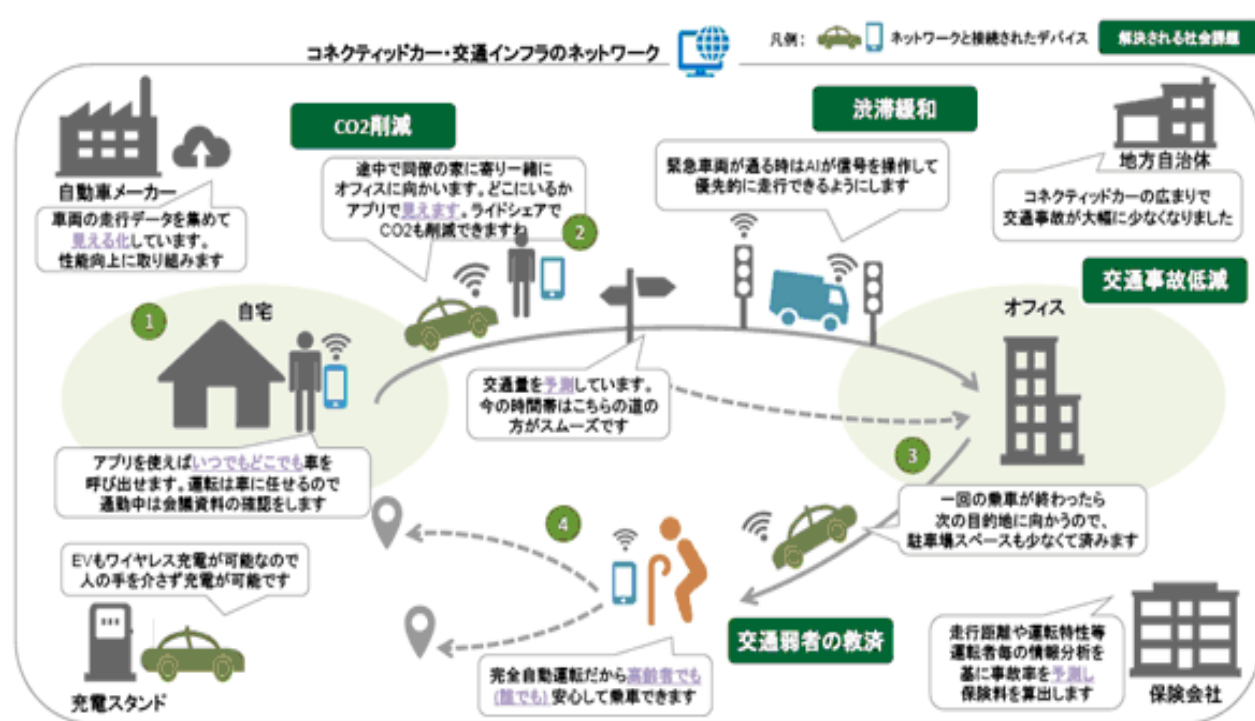 コネクティッドカー・交通インフラのネットワーク
凡例：
ネットワークと接続されたデバイス
解決される社会課題
自動車メーカー
車両の走行データを集めて
見える化しています。
性能向上に取り組みます
CO2削減
途中で同僚の家に寄り一緒に
オフィスに向かいます。どこにいるか
アプリで見えます。ライドシェアで
CO2も削減できますね
2
渋滞緩和
緊急車両が通る時はAIが信号を操作して
優先的に走行できるようにします
地方自治体
コネクティッドカーの広まりで
交通事故が大幅に少なくなりました
交通事故低減
1
自宅
アプリを使えばいつでもどこでも車を
呼び出せます。運転は車に任せるので
通勤中は会議資料の確認をします
交通量を予測しています。
今の時間帯はこちらの道の
方がスムーズです
オフィス
3
一回の乗車が終わったら
次の目的地に向かうので、
駐車場スペースも少なくて済みます
4
交通弱者の救済
完全自動運転だから高齢者でも
(誰でも)安心して乗車できます
EVもワイヤレス充電が可能なので
人の手を介さず充電が可能です
充電スタンド
走行距離や運転特性等
運転者毎の情報分析を
基に事故率を予測し
保険料を算出します
保険会社